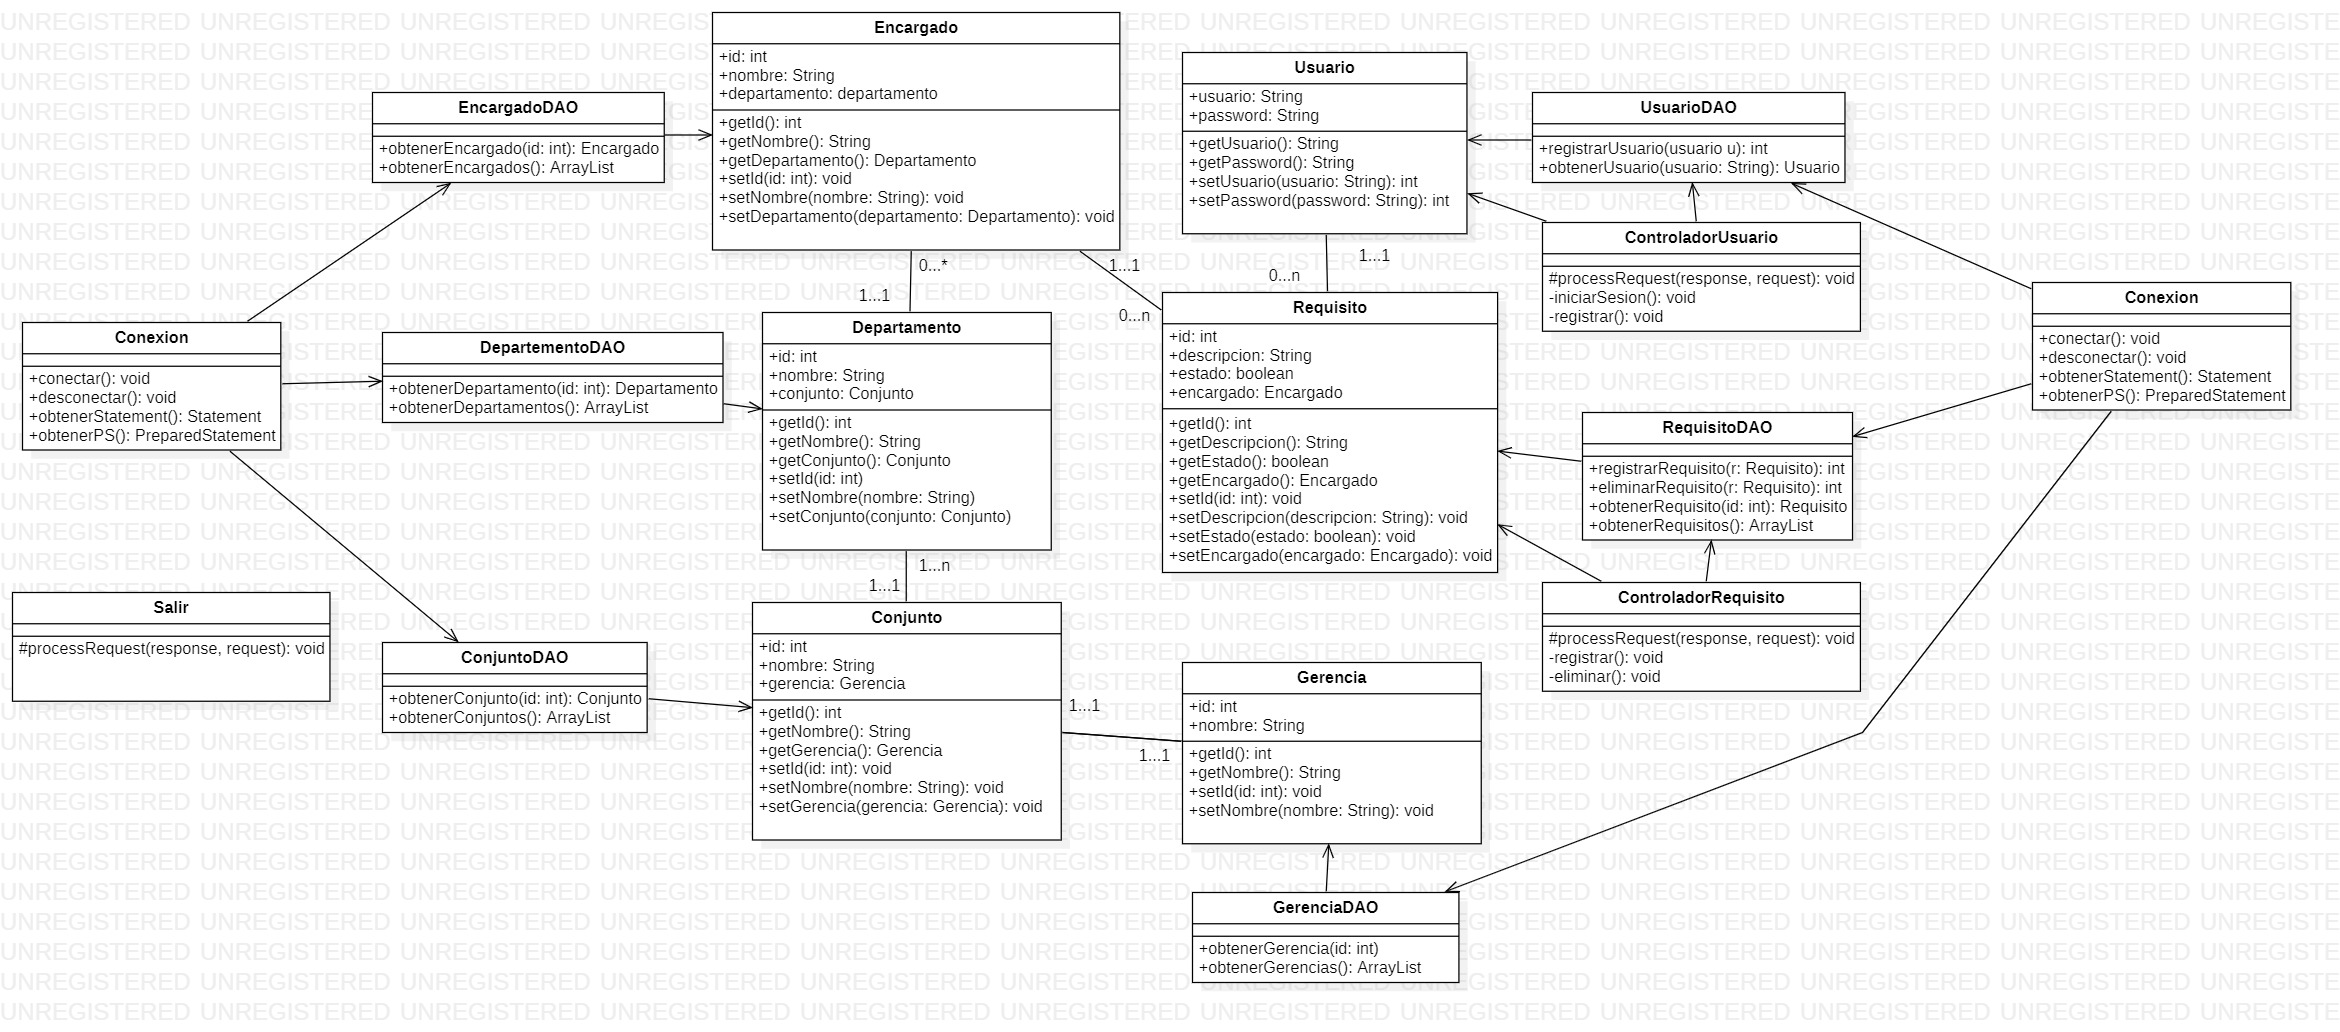 Encargado
+id: int
+nombre: String
+departamento: departamento
+getId(): int
+getNombre(): String
+getDepartamento(): Departamento
+setId(id: int): void
+setNombre(nombre: String): void
+setDepartamento(departamento: Departamento): void
Usuario
+usuario: String
+password: String
+getUsuario(): String
+getPassword(): String
+setUsuario(usuario: String): int
+setPassword(password: String): int
EncargadoDAO
+obtenerEncargado(id: int): Encargado
+obtenerEncargados(): ArrayList
UsuarioDAO
+registrarUsuario(usuario u): int
+obtenerUsuario(usuario: String): Usuario
ControladorUsuario
#processRequest(response, request): void
-iniciarSesion(): void
-registrar(): void
0...*
1...1
1...1
0...n
1...1
0...n
Conexion
+conectar(): void
+desconectar(): void
+obtenerStatement(): Statement
+obtenerPS(): PreparedStatement
DepartementoDAO
+obtenerDepartamento(id: int): Departamento
+obtenerDepartamentos(): ArrayList
Departamento
+id: int
+nombre: String
+conjunto: Conjunto
+getId(): int
+getNombre(): String
+getConjunto(): Conjunto
+setId(id: int)
+setNombre(nombre: String)
+setConjunto(conjunto: Conjunto)
Requisito
+id: int
+descripcion: String
+estado: boolean
+encargado: Encargado
+getId(): int
+getDescripcion(): String
+getEstado(): boolean
+getEncargado(): Encargado
+setId(id: int): void
+setDescripcion(descripcion: String): void
+setEstado(estado: boolean): void
+setEncargado(encargado: Encargado): void
Conexion
+conectar(): void
+desconectar(): void
+obtenerStatement(): Statement
+obtenerPS(): PreparedStatement
RequisitoDAO
+registrarRequisito(r: Requisito): int
+eliminarRequisito(r: Requisito): int
+obtenerRequisito(id: int): Requisito
+obtenerRequisitos(): ArrayList
ControladorRequisito
#processRequest(response, request): void
-registrar(): void
-eliminar(): void
1...n
1...1
Salir
#processRequest(response, request): void
ConjuntoDAO
+obtenerConjunto(id: int): Conjunto
+obtenerConjuntos(): ArrayList
Conjunto
+id: int
+nombre: String
+gerencia: Gerencia
+getId(): int
+getNombre(): String
+getGerencia(): Gerencia
+setId(id: int): void
+setNombre(nombre: String): void
+setGerencia(gerencia: Gerencia): void
1...1
1...1
Gerencia
+id: int
+nombre: String
+getId(): int
+getNombre(): String
+setId(id: int): void
+setNombre(nombre: String): void
GerenciaDAO
+obtenerGerencia(id: int)
+obtenerGerencias(): ArrayList
UNREGISTERED